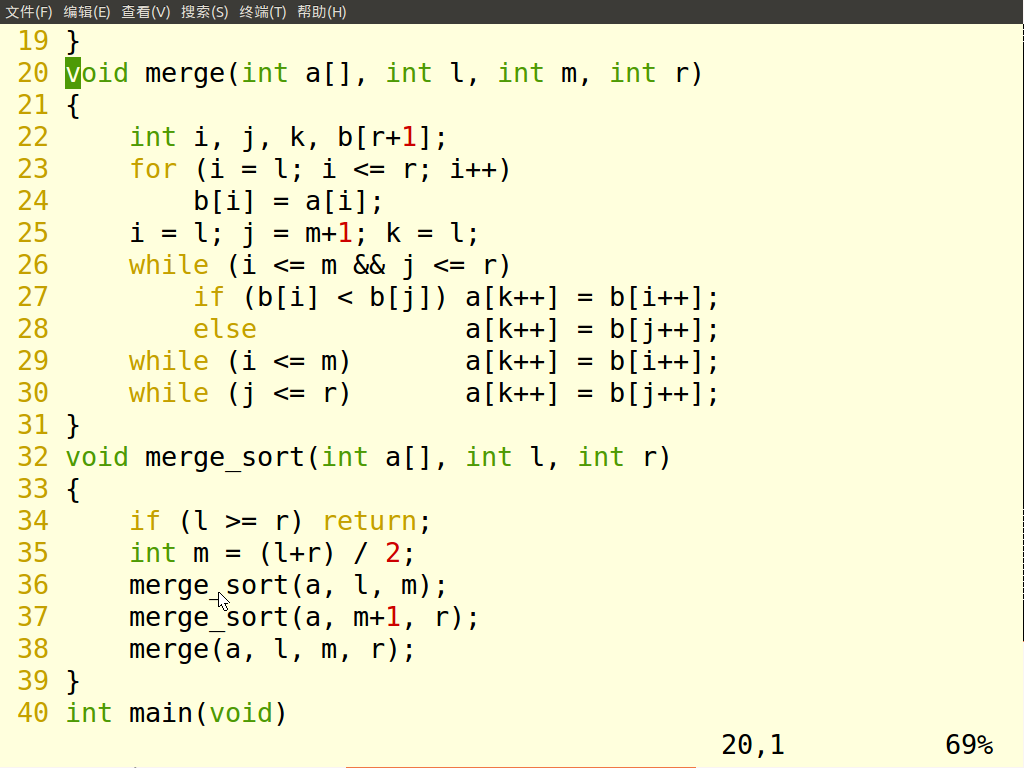 文件(F) 编辑(E) 查看(V) 搜索(S) 终端(T) 帮助(H)
19 }
20 void merge(int a[], int l, int m, int r)
21 {
22     int i, j, k, b[r+1];
23     for (i = l; i <= r; i++)
24         b[i] = a[i];
25     i = l; j = m+1; k = l;
26     while (i <= m && j <= r)
27         if (b[i] < b[j]) a[k++] = b[i++];
28         else             a[k++] = b[j++];
29     while (i <= m)       a[k++] = b[i++];
30     while (j <= r)       a[k++] = b[j++];
31 }
32 void merge_sort(int a[], int l, int r)
33 {
34     if (l >= r) return;
35     int m = (l+r) / 2;
36     merge_sort(a, l, m);
37     merge_sort(a, m+1, r);
38     merge(a, l, m, r);
39 }
40 int main(void)
20,1 69%